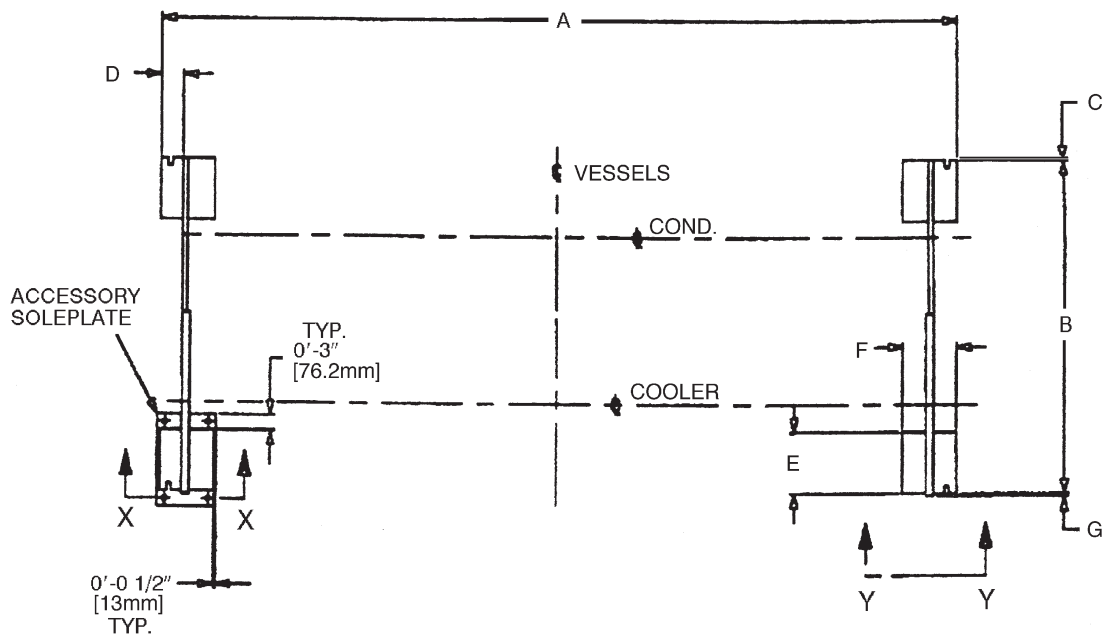 A
D
C
VESSELS
COND.
ACCESSORY
SOLEPLATE
TYP.
0'-3"
[76.2mm]
B
F
COOLER
E
X
X
G
0'-0 1/2"
[13mm]
TYP.
Y
Y